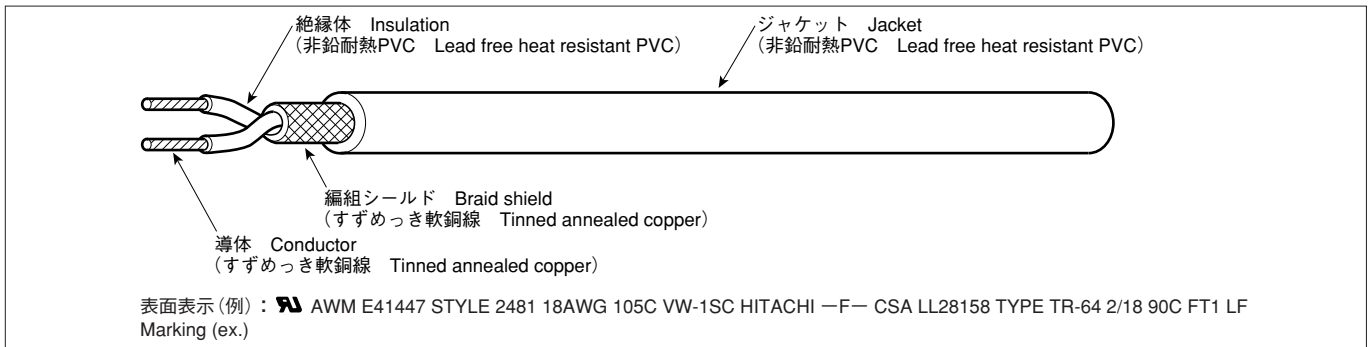 絶縁体 Insulation
（非鉛耐熱PVC Lead free heat resistant PVC）
ジャケット Jacket
（非鉛耐熱PVC Lead free heat resistant PVC）
編組シールド Braid shield
（すずめっき軟銅線 Tinned annealed copper）
導体 Conductor
（すずめっき軟銅線 Tinned annealed copper）
表面表示（例）： RU AWM E41447 STYLE 2481 18AWG 105C VW-1SC HITACHI －F－ CSA LL28158 TYPE TR-64 2/18 90C FT1 LF
Marking (ex.)